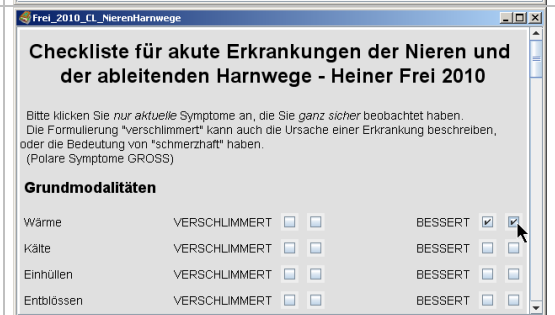 Frei_2010_CL_NierenHarnwege
Checkliste für akute Erkrankungen der Nieren und
der ableitenden Harnwege - Heiner Frei 2010
Bitte klicken Sie nur aktuelle Symptome an, die Sie ganz sicher beobachtet haben.
Die Formulierung "verschlimmert" kann auch die Ursache einer Erkrankung beschreiben,
oder die Bedeutung von "schmerzhaft" haben.
(Polare Symptome GROSS)
Grundmodalitäten
Wärme VERSCHLIMMERT BESSERT
Kälte VERSCHLIMMERT BESSERT
Einhüllen VERSCHLIMMERT BESSERT
Entblössen VERSCHLIMMERT BESSERT